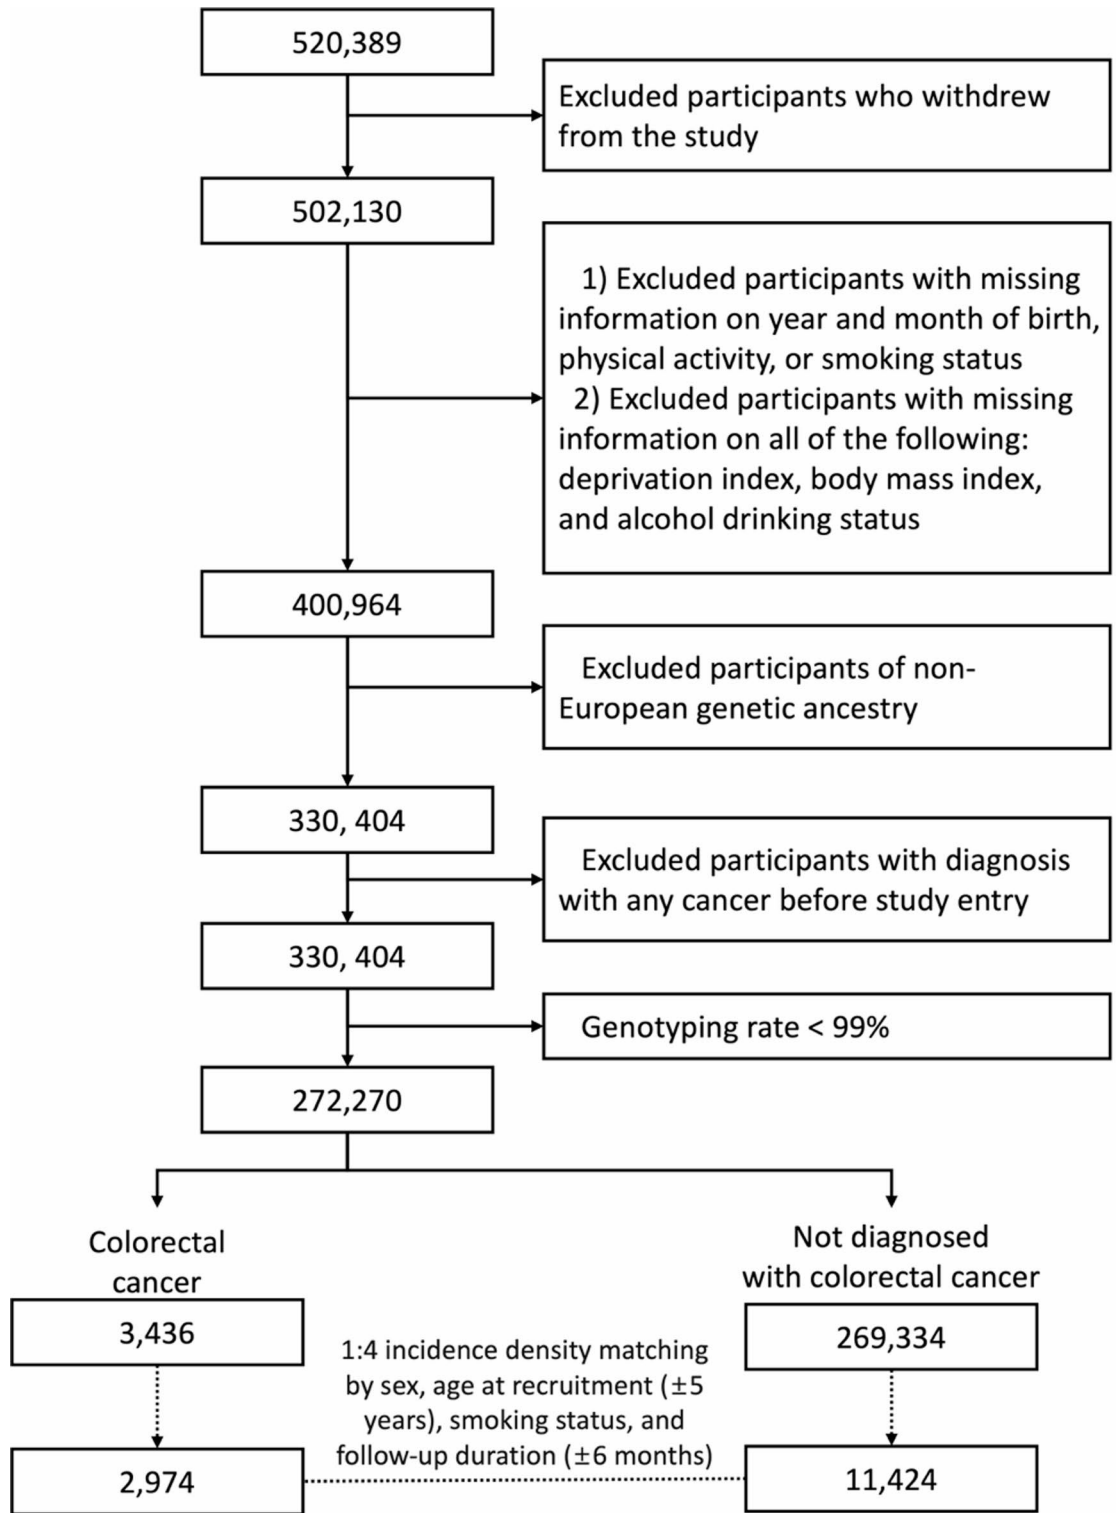 520,389
Excluded participants who withdrew
from the study
502,130
1) Excluded participants with missing
information on year and month of birth,
physical activity, or smoking status
2) Excluded participants with missing
information on all of the following:
deprivation index, body mass index,
and alcohol drinking status
400,964
Excluded participants of non-
European genetic ancestry
330, 404
Excluded participants with diagnosis
with any cancer before study entry
330, 404
Genotyping rate < 99%
272,270
Colorectal
cancer
3,436
Not diagnosed
with colorectal cancer
269,334
1:4 incidence density matching
by sex, age at recruitment (±5
years), smoking status, and
follow-up duration (±6 months)
2,974
11,424